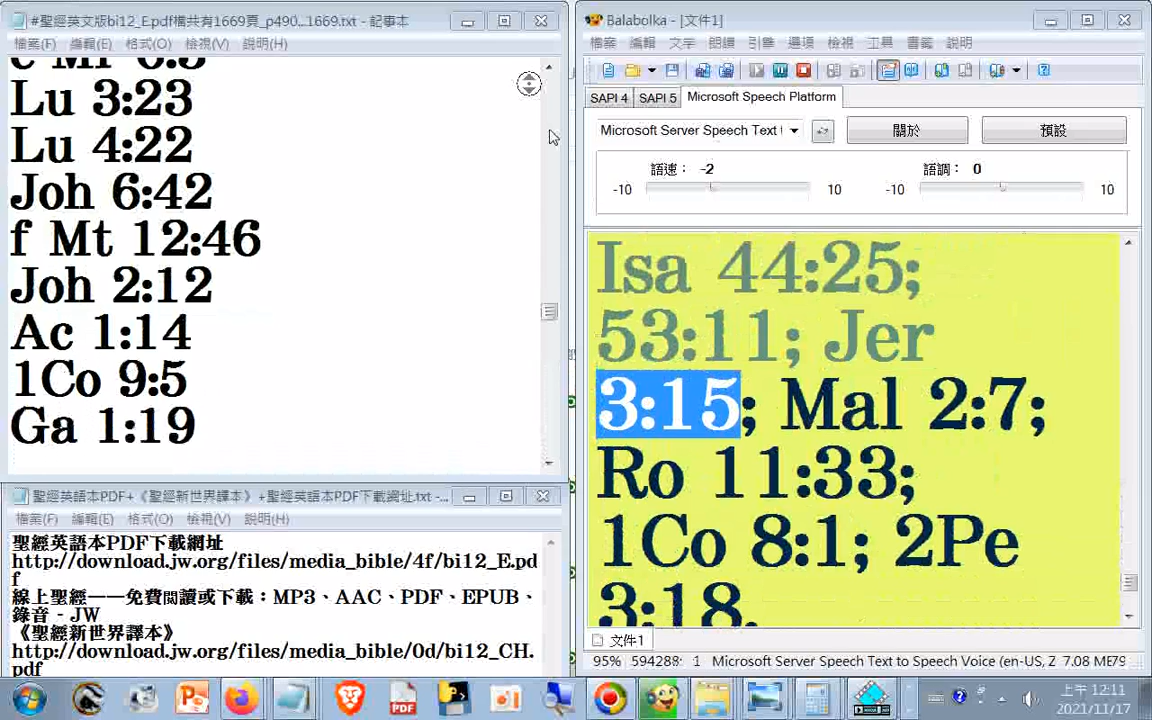 #聖經英文版bi12_E.pdf構共有1669頁_p490...1669.txt - 記事本
檔案(F) 編輯(E) 格式(O) 檢視(V) 說明(H)
e Mr 6:3
Lu 3:23
Lu 4:22
Joh 6:42
f Mt 12:46
Joh 2:12
Ac 1:14
1Co 9:5
Ga 1:19
聖經英語本PDF+《聖經新世界譯本》+聖經英語本PDF下載網址.txt -...
檔案(F) 編輯(E) 格式(O) 檢視(V) 說明(H)
聖經英語本PDF下載網址
http://download.jw.org/files/media_bible/4f/bi12_E.pd
f
線上聖經——免費閱讀或下載：MP3、AAC、PDF、EPUB、
錄音 - JW
《聖經新世界譯本》
http://download.jw.org/files/media_bible/0d/bi12_CH.
pdf
Balabolka - [文件1]
檔案 編輯 文字 朗讀 引擎 選項 檢視 工具 書籤 說明
SAPI 4 SAPI 5 Microsoft Speech Platform
Microsoft Server Speech Text 關於 預設
語速： -2 語調： 0
-10 10 -10 10
Isa 44:25;
53:11; Jer
3:15; Mal 2:7;
Ro 11:33;
1Co 8:1; 2Pe
3:18.
文件1
95% 594288: 1 Microsoft Server Speech Text to Speech Voice (en-US, Z 7.08 ME79
PDF
上午 12:11
2021/11/17